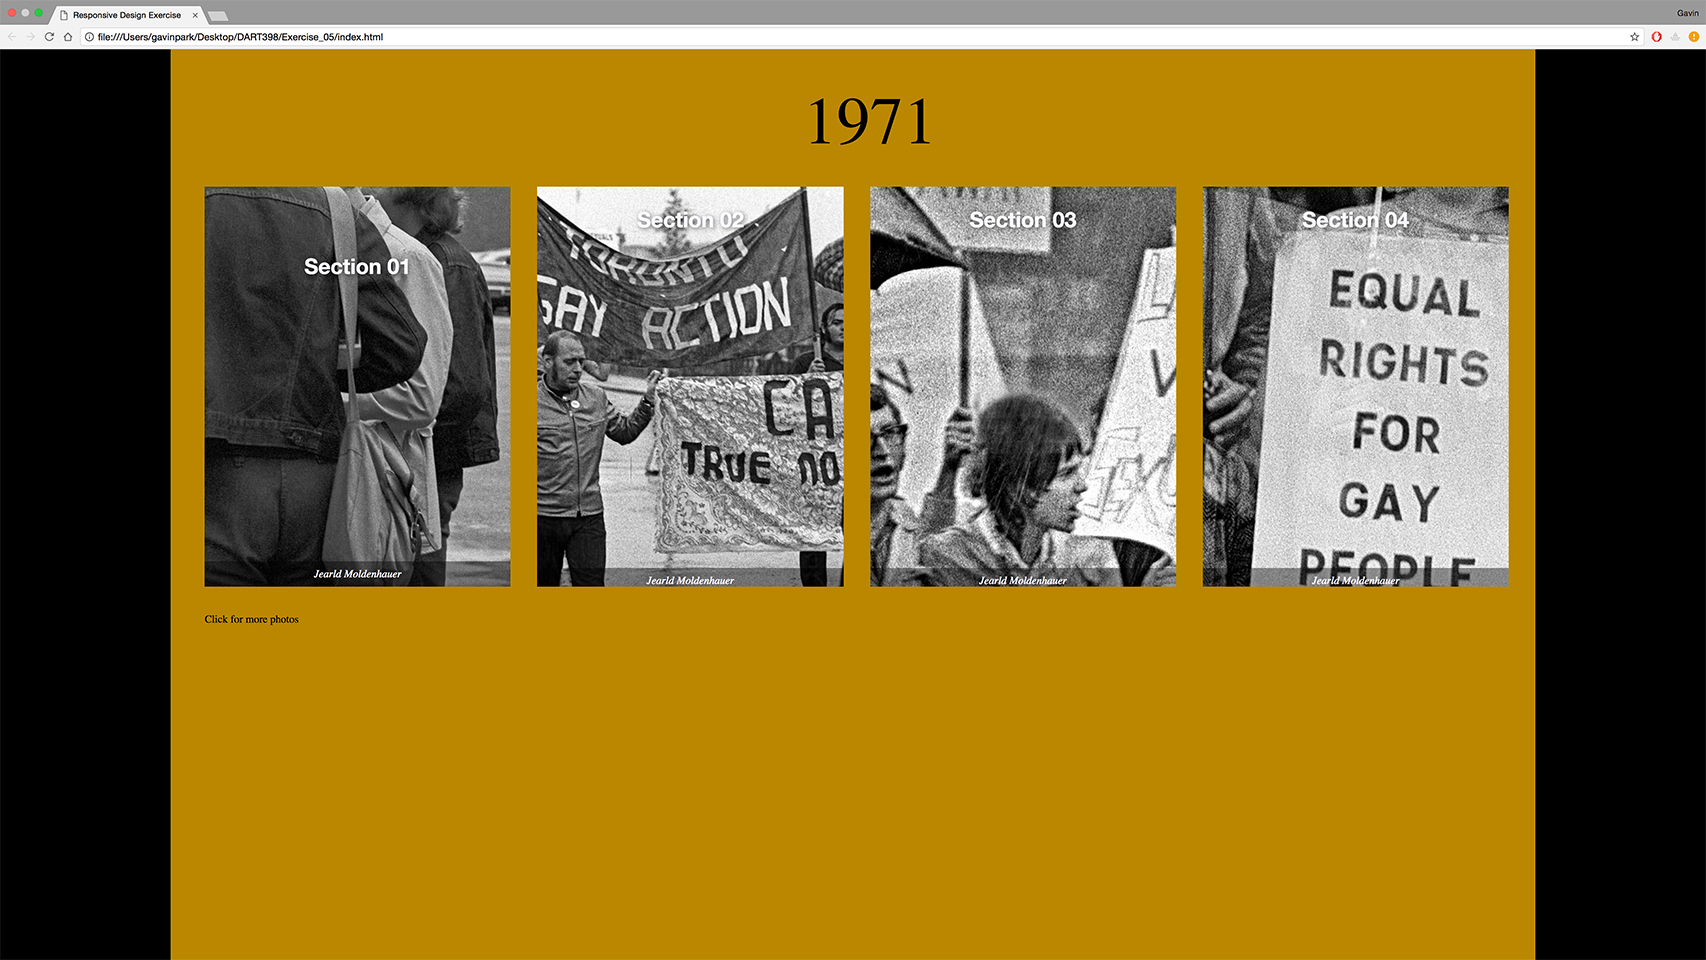 Responsive Design Exercise
Gavin
file:///Users/gavinpark/Desktop/DART398/Exercise_05/index.html
1971
Section 01
Jearld Moldenhauer
Section 02
TORONTO
GAY ACTION
CA
TRUE NO
Jearld Moldenhauer
Section 03
Jearld Moldenhauer
Section 04
EQUAL
RIGHTS
FOR
GAY
PEOPLE
Jearld Moldenhauer
Click for more photos